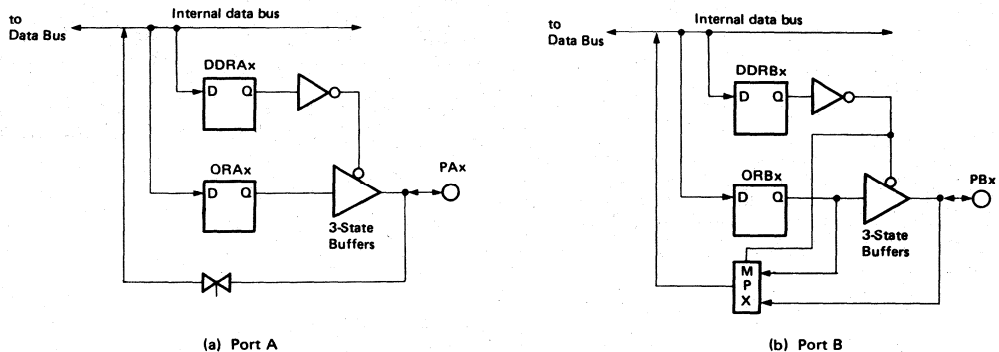 to
Data Bus
Internal data bus
DDRAx
D Q
ORAx
D Q
PAx
3-State
Buffers
(a) Port A
to
Data Bus
Internal data bus
DDRBx
D Q
ORBx
D Q
PBx
3-State
Buffers
M
P
X
(b) Port B